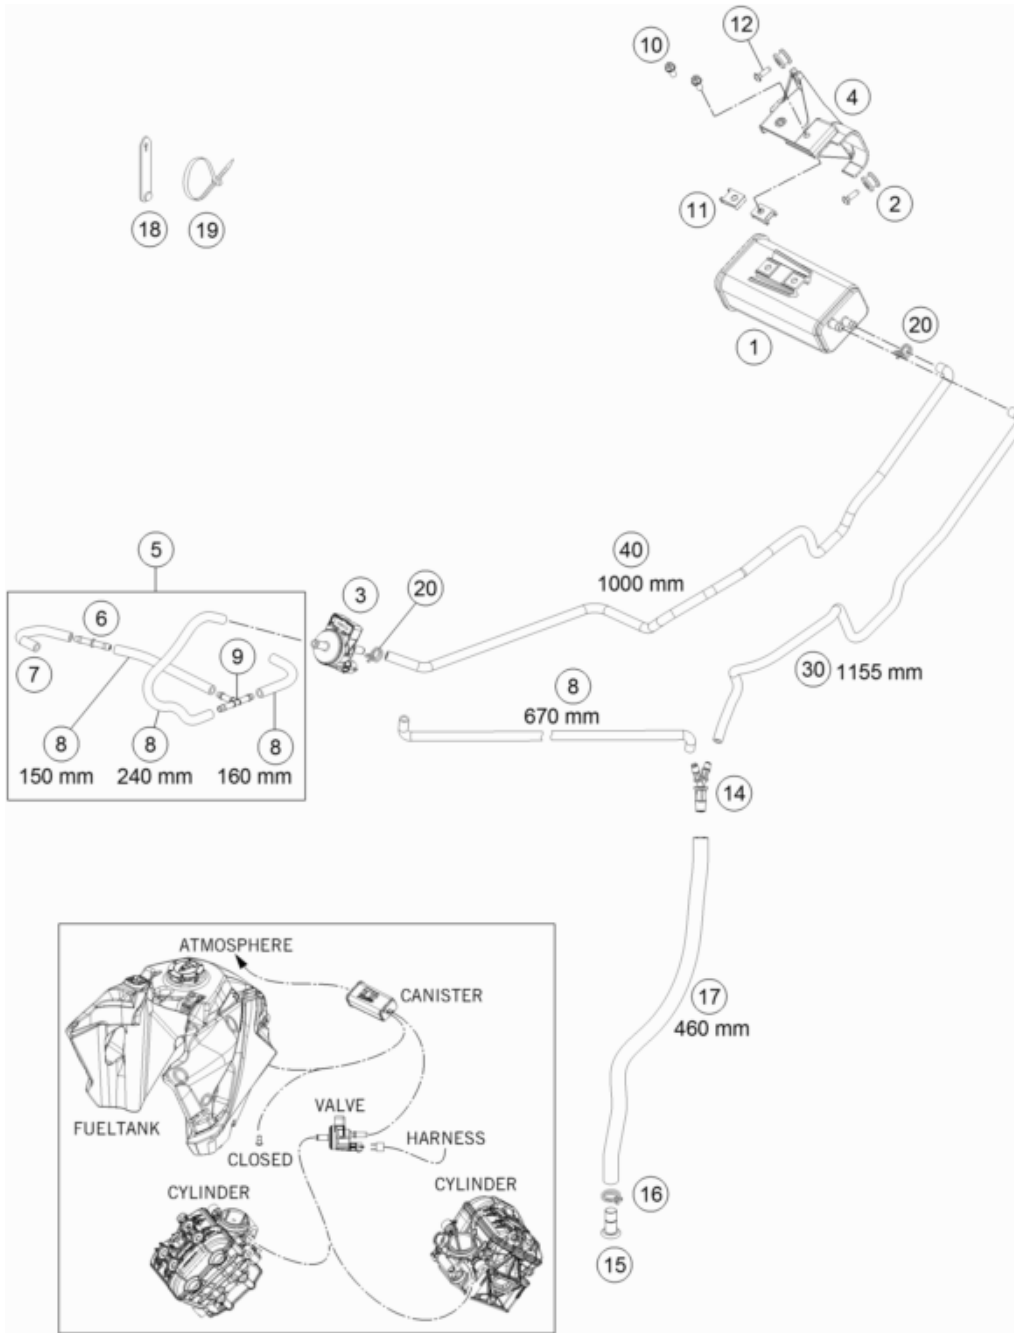 12
10
4
11
2
18
19
20
1
5
40
1000 mm
3
20
6
9
7
30 1155 mm
8
670 mm
8
8
8
150 mm
240 mm
160 mm
14
ATMOSPHERE
CANISTER
17
460 mm
VALVE
FUELTANK
HARNESS
CLOSED
CYLINDER
CYLINDER
16
15